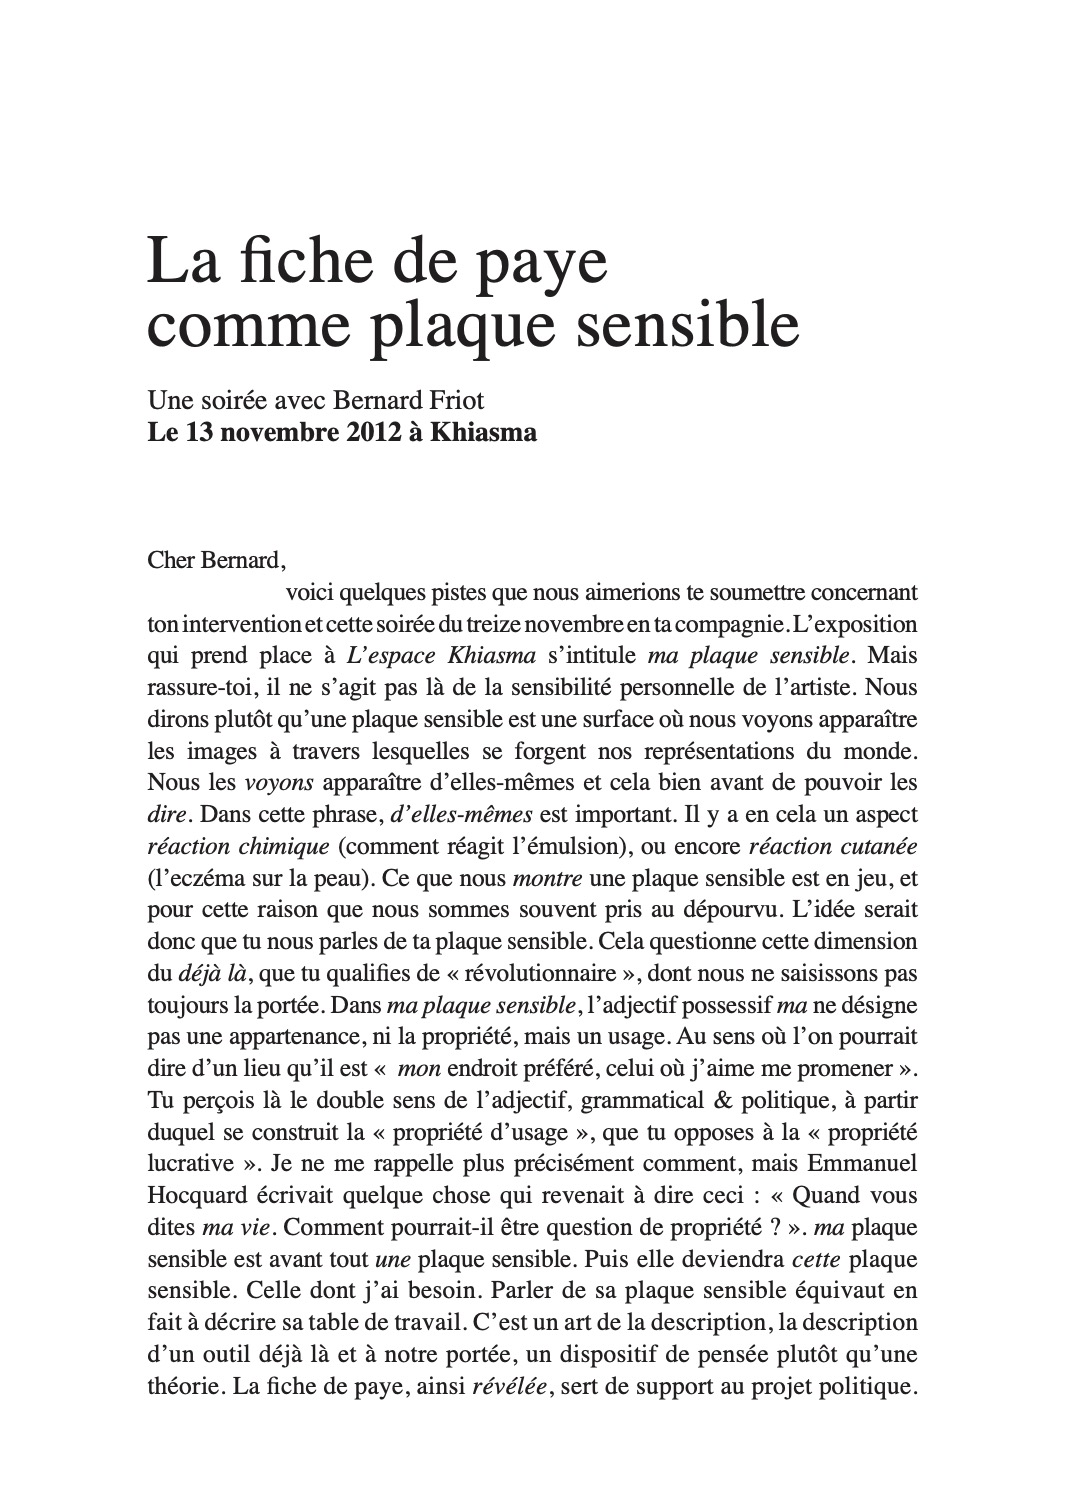 La fiche de paye
comme plaque sensible
Une soirée avec Bernard Friot
Le 13 novembre 2012 à Khiasma
Cher Bernard,
voici quelques pistes que nous aimerions te soumettre concernant
ton intervention et cette soirée du treize novembre en ta compagnie. L’exposition
qui prend place à L’espace Khiasma s’intitule ma plaque sensible. Mais
rassure-toi, il ne s’agit pas là de la sensibilité personnelle de l’artiste. Nous
dirons plutôt qu’une plaque sensible est une surface où nous voyons apparaître
les images à travers lesquelles se forgent nos représentations du monde.
Nous les voyons apparaître d’elles-mêmes et cela bien avant de pouvoir les
dire. Dans cette phrase, d’elles-mêmes est important. Il y a en cela un aspect
réaction chimique (comment réagit l’émulsion), ou encore réaction cutanée
(l’eczéma sur la peau). Ce que nous montre une plaque sensible est en jeu, et
pour cette raison que nous sommes souvent pris au dépourvu. L’idée serait
donc que tu nous parles de ta plaque sensible. Cela questionne cette dimension
du déjà là, que tu qualifies de « révolutionnaire », dont nous ne saisissons pas
toujours la portée. Dans ma plaque sensible, l’adjectif possessif ma ne désigne
pas une appartenance, ni la propriété, mais un usage. Au sens où l’on pourrait
dire d’un lieu qu’il est « mon endroit préféré, celui où j’aime me promener ».
Tu perçois là le double sens de l’adjectif, grammatical & politique, à partir
duquel se construit la « propriété d’usage », que tu opposes à la « propriété
lucrative ». Je ne me rappelle plus précisément comment, mais Emmanuel
Hocquard écrivait quelque chose qui revenait à dire ceci : « Quand vous
dites ma vie. Comment pourrait-il être question de propriété ? ». ma plaque
sensible est avant tout une plaque sensible. Puis elle deviendra cette plaque
sensible. Celle dont j’ai besoin. Parler de sa plaque sensible équivaut en
fait à décrire sa table de travail. C’est un art de la description, la description
d’un outil déjà là et à notre portée, un dispositif de pensée plutôt qu’une
théorie. La fiche de paye, ainsi révélée, sert de support au projet politique.